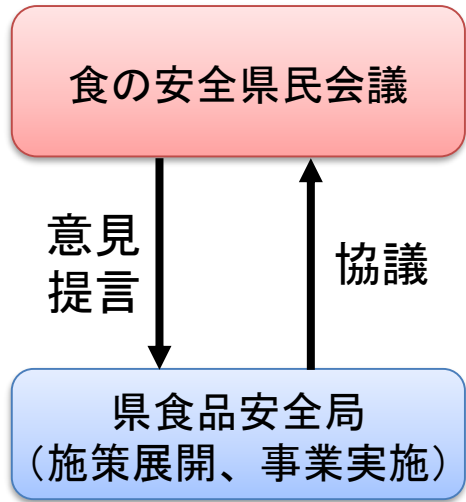 食の安全県民会議
意見
提言
協議
県食品安全局
（施策展開、事業実施）